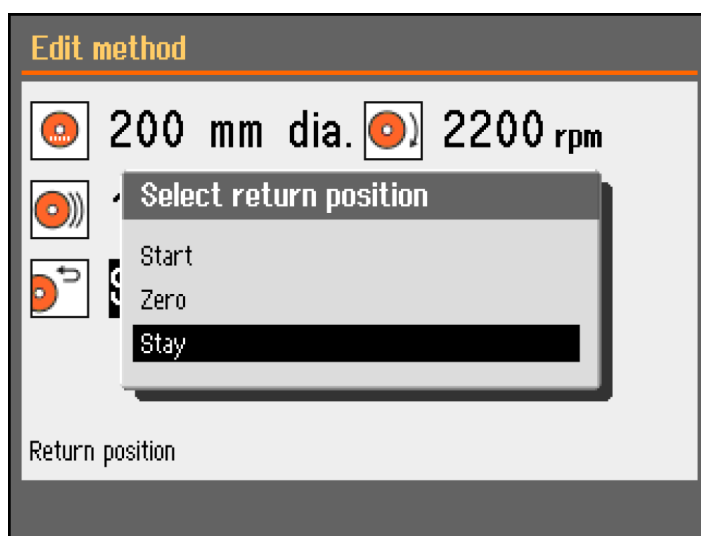 Edit method
200 mm dia. 2200 rpm
Select return position
Start
Zero
Stay
Return position